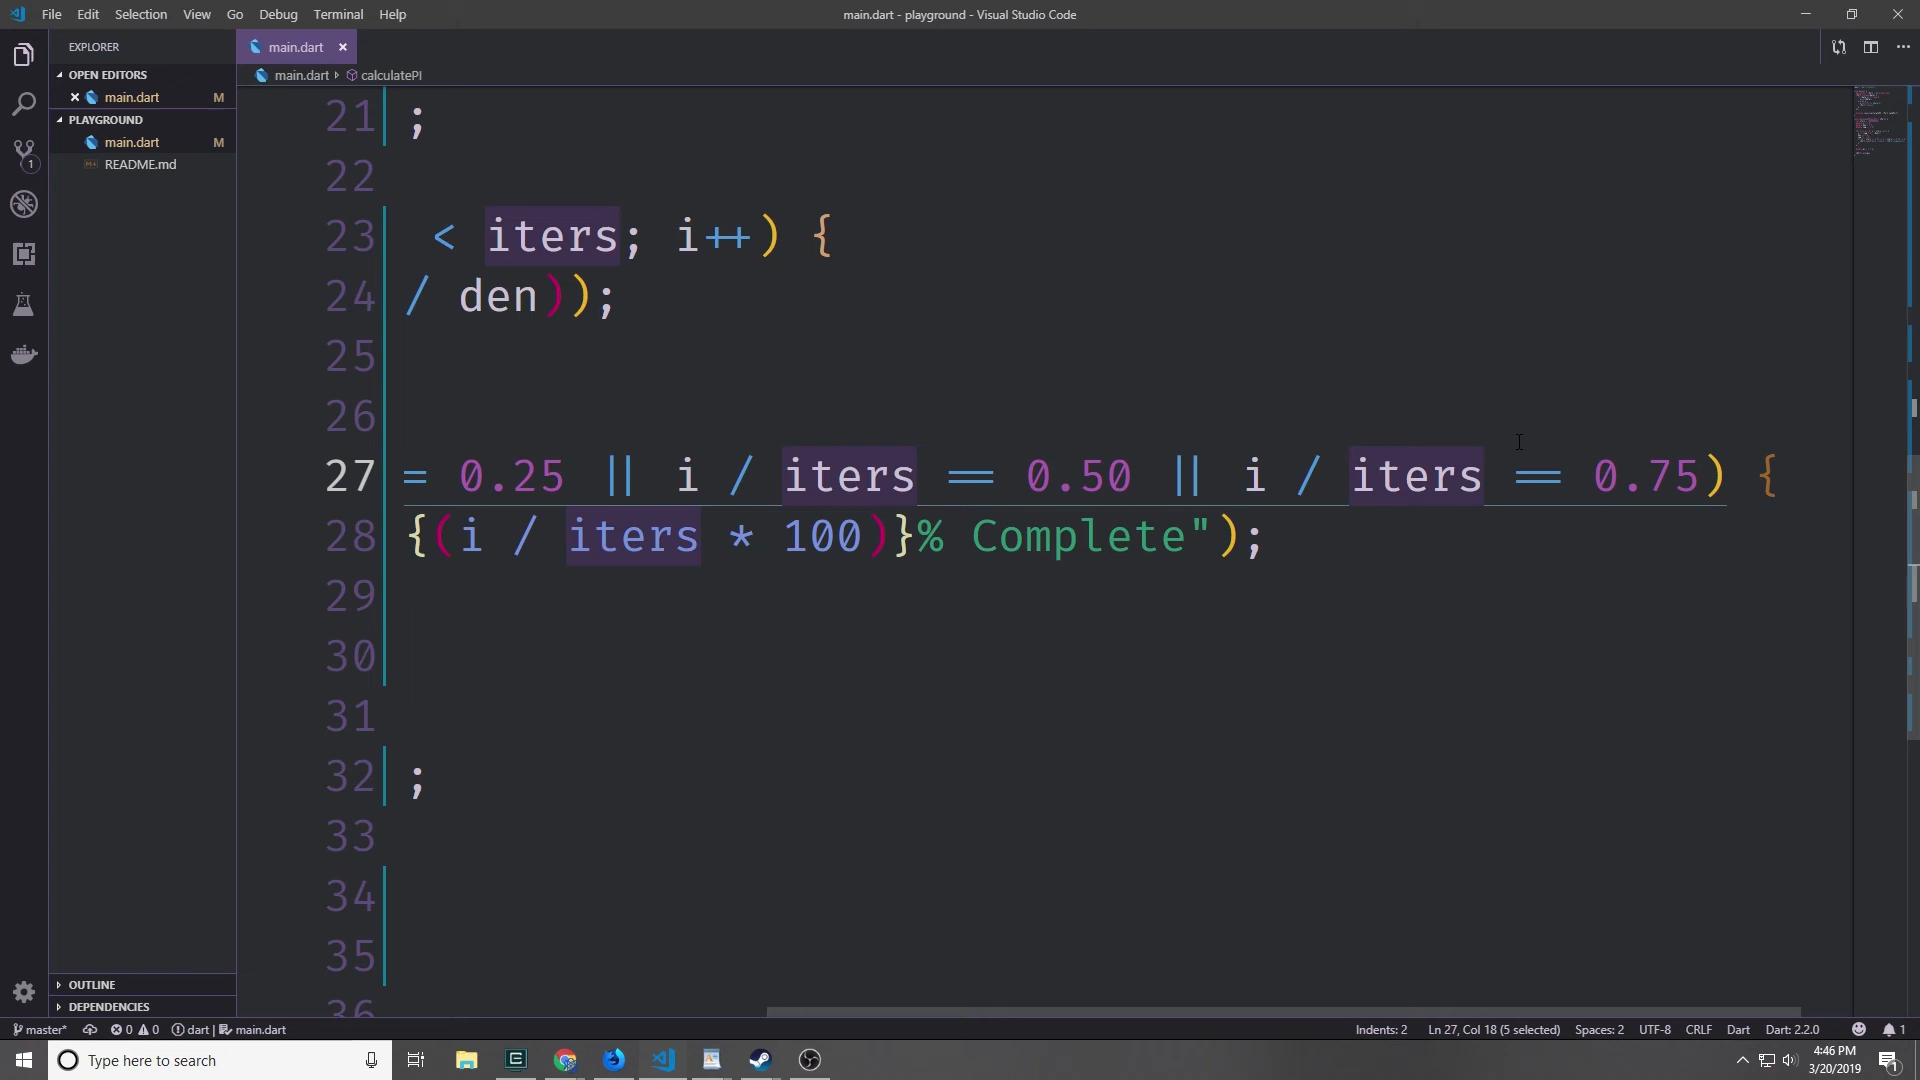 File Edit Selection View Go Debug Terminal Help
main.dart - playground - Visual Studio Code
EXPLORER
OPEN EDITORS
main.dart M
PLAYGROUND
main.dart M
README.md
OUTLINE
DEPENDENCIES
1
main.dart
main.dart calculatePI
21 ;
22
23 < iters; i++) {
24 / den));
25
26
27 = 0.25 || i / iters == 0.50 || i / iters == 0.75) {
28 {(i / iters * 100)}% Complete");
29
30
31
32 ;
33
34
35
36
master* 0 0 dart | main.dart
Indents: 2 Ln 27, Col 18 (5 selected) Spaces: 2 UTF-8 CRLF Dart Dart: 2.2.0 1
Type here to search
4:46 PM
3/20/2019
1